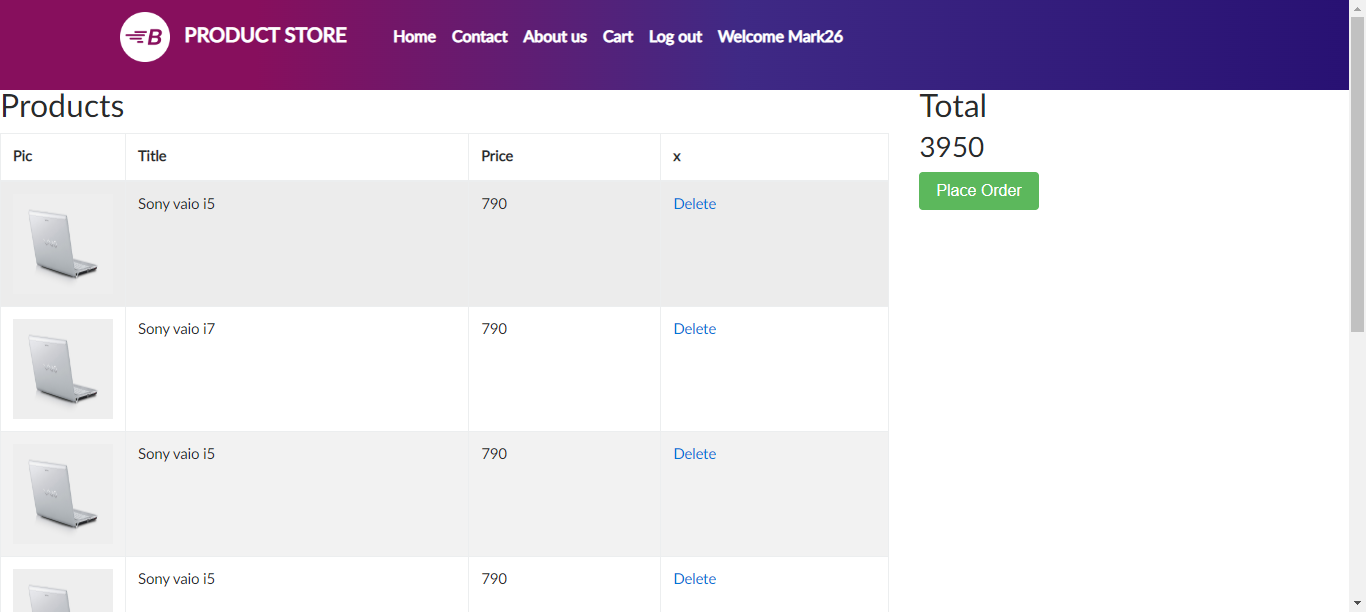 B PRODUCT STORE Home Contact About us Cart Log out Welcome Mark26
Products
Pic Title Price x
Sony vaio i5 790 Delete
Sony vaio i7 790 Delete
Sony vaio i5 790 Delete
Sony vaio i5 790 Delete
Total
3950
Place Order